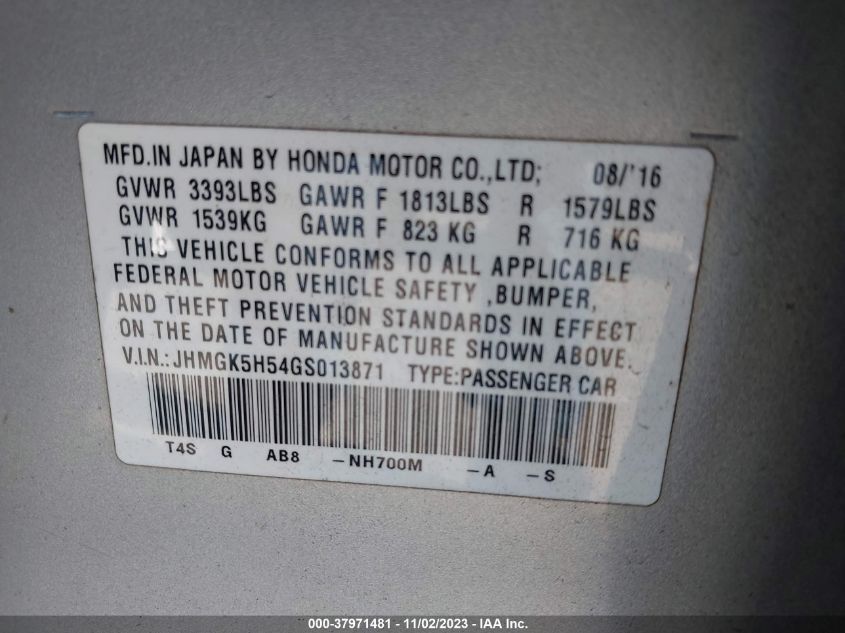 MFD.IN JAPAN BY HONDA MOTOR CO.,LTD; 08/'16
GVWR 3393LBS GAWR F 1813LBS R 1579LBS
GVWR 1539KG GAWR F 823 KG R 716 KG
THIS VEHICLE CONFORMS TO ALL APPLICABLE
FEDERAL MOTOR VEHICLE SAFETY ,BUMPER,
AND THEFT PREVENTION STANDARDS IN EFFECT
ON THE DATE OF MANUFACTURE SHOWN ABOVE.
V.I.N.: JHMGK5H54GS013871 TYPE:PASSENGER CAR
T4S G AB8 -NH700M -A -S
000-37971481 - 11/02/2023 - IAA Inc.